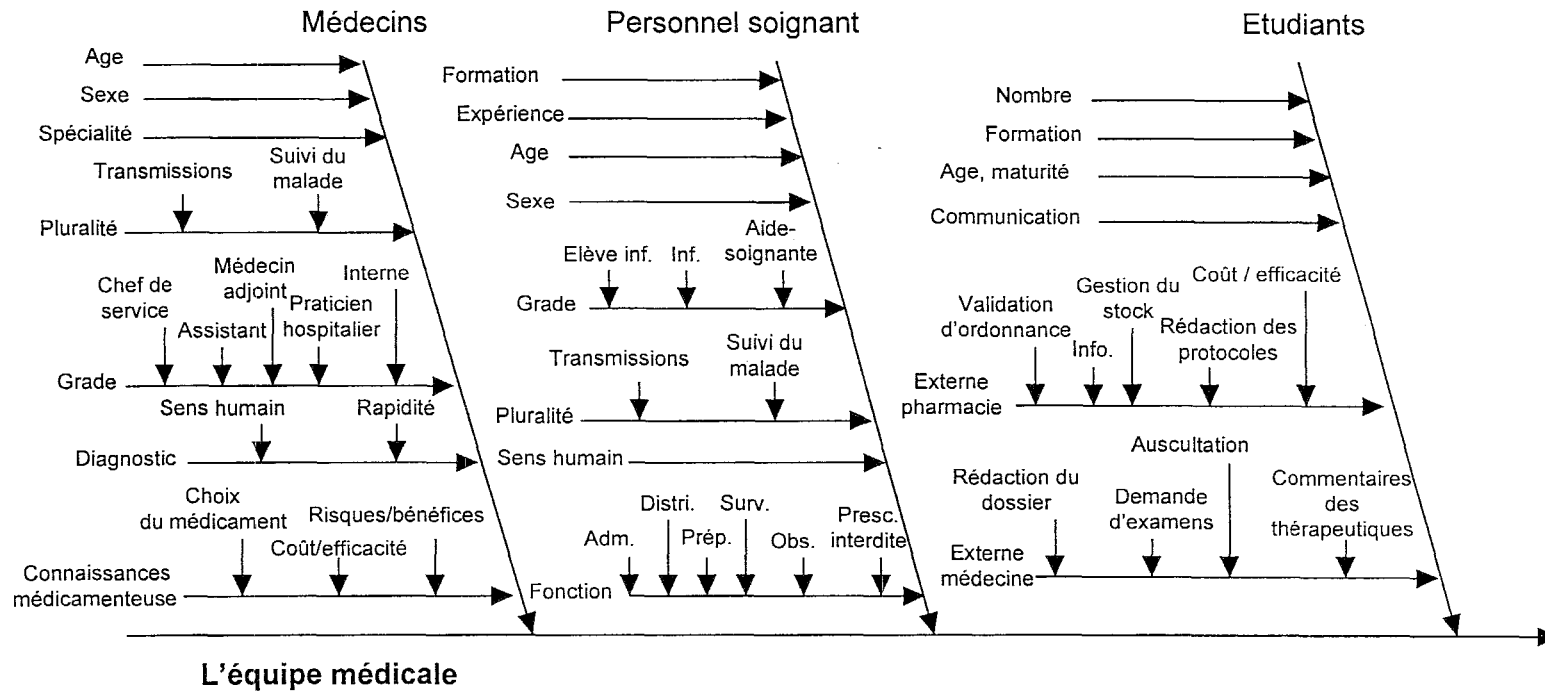 Médecins
Age
Sexe
Spécialité
Transmissions
Suivi du
malade
Pluralité
Chef de
service
Assistant
Médecin
adjoint
Praticien
hospitalier
Interne
Grade
Sens humain
Rapidité
Diagnostic
Choix
du médicament
Coût/efficacité
Risques/bénéfices
Connaissances
médicamenteuse
Personnel soignant
Formation
Expérience
Age
Sexe
Elève inf.
Inf.
Aide-
soignante
Grade
Transmissions
Suivi du
malade
Pluralité
Sens humain
Adm.
Distri.
Prép.
Surv.
Obs.
Presc.
interdite
Fonction
Etudiants
Nombre
Formation
Age, maturité
Communication
Validation
d'ordonnance
Info.
Gestion du
stock
Rédaction des
protocoles
Coût / efficacité
Externe
pharmacie
Rédaction du
dossier
Demande
d'examens
Auscultation
Commentaires
des
thérapeutiques
Externe
médecine
L'équipe médicale